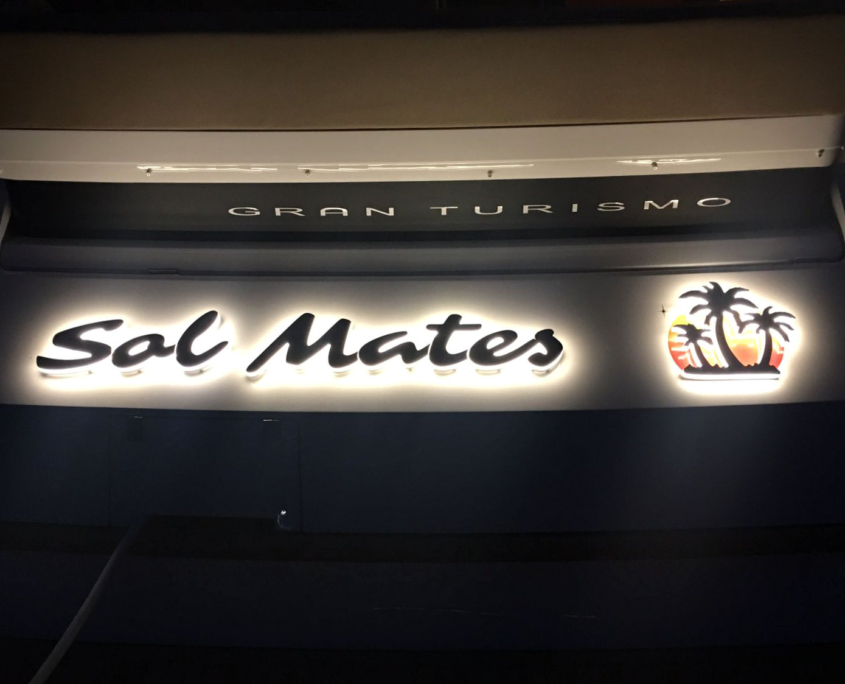 GRAN TURISMO
Sol Mates